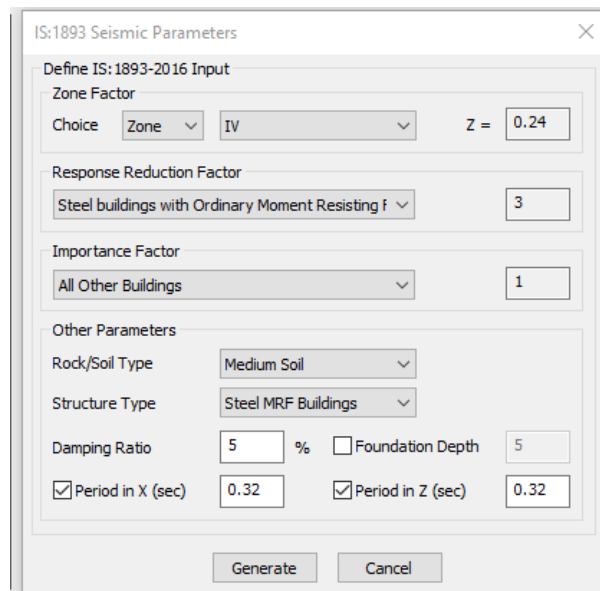 IS:1893 Seismic Parameters
Define IS:1893-2016 Input
Zone Factor
Choice Zone IV Z = 0.24
Response Reduction Factor
Steel buildings with Ordinary Moment Resisting F 3
Importance Factor
All Other Buildings 1
Other Parameters
Rock/Soil Type Medium Soil
Structure Type Steel MRF Buildings
Damping Ratio 5 % Foundation Depth 5
Period in X (sec) 0.32 Period in Z (sec) 0.32
Generate Cancel